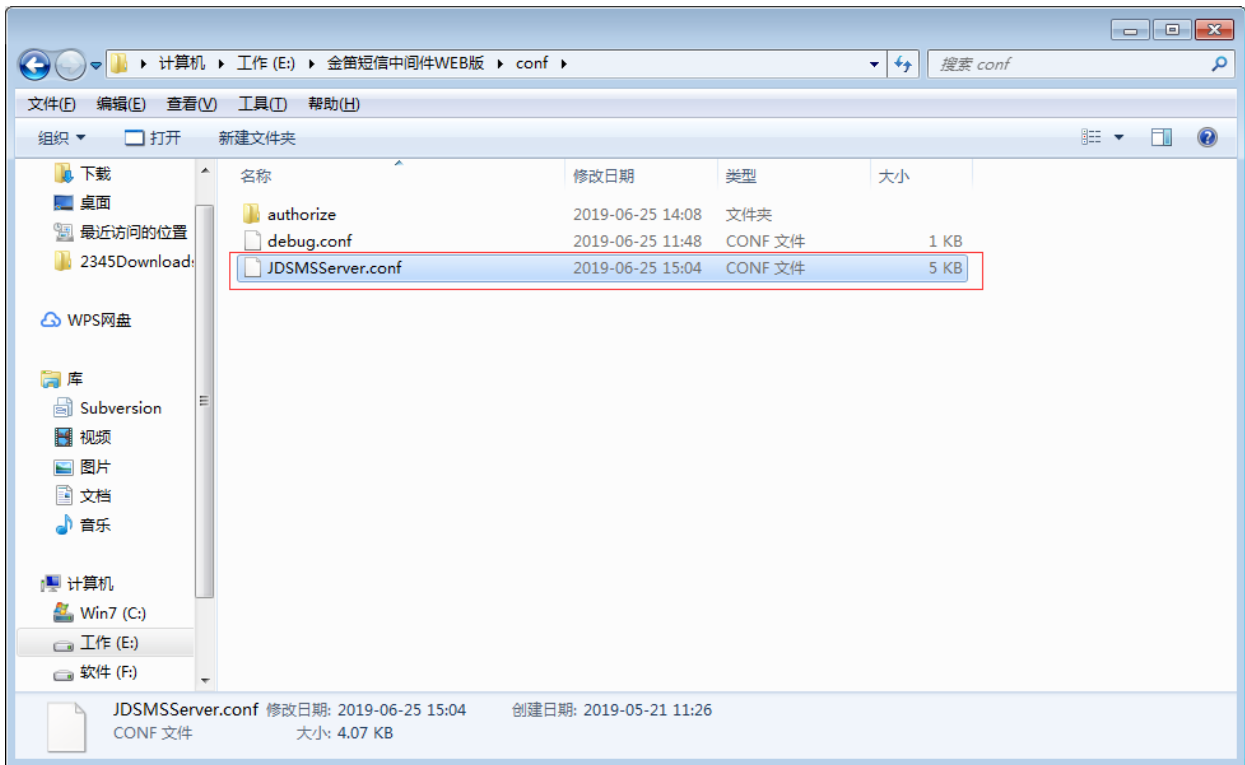 计算机 工作 (E:) 金笛短信中间件WEB版 conf 搜索 conf
文件(F) 编辑(E) 查看(V) 工具(T) 帮助(H)
组织 打开 新建文件夹
下载
桌面
最近访问的位置
2345Downloads
WPS网盘
库
Subversion
视频
图片
文档
音乐
计算机
Win7 (C:)
工作 (E:)
软件 (F:)
名称 修改日期 类型 大小
authorize 2019-06-25 14:08 文件夹
debug.conf 2019-06-25 11:48 CONF 文件 1 KB
JDSMSServer.conf 2019-06-25 15:04 CONF 文件 5 KB
JDSMSServer.conf 修改日期: 2019-06-25 15:04 创建日期: 2019-05-21 11:26
CONF 文件 大小: 4.07 KB